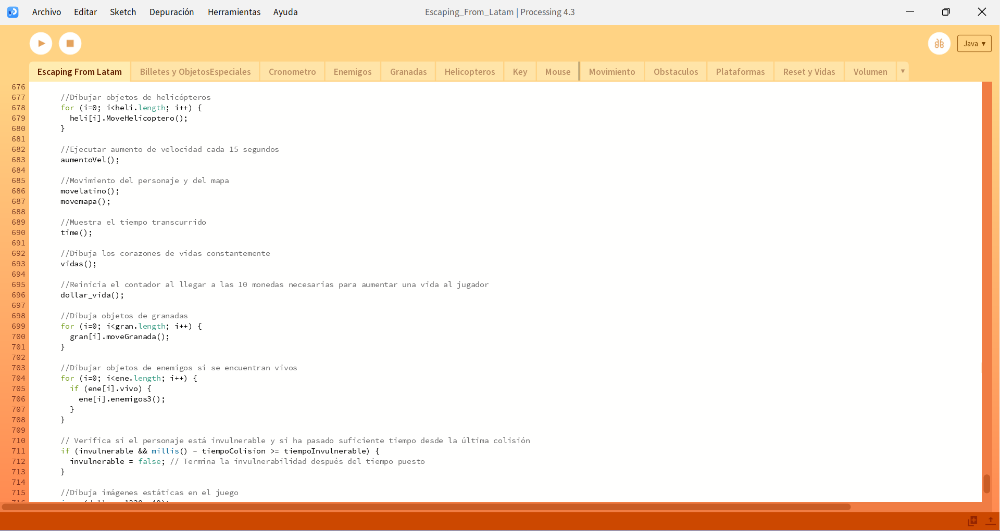 Archivo Editar Sketch Depuración Herramientas Ayuda Escaping_From_Latam | Processing 4.3
Java ▼
Escaping From Latam Billetes y ObjetosEspeciales Cronometro Enemigos Granadas Helicopteros Key Mouse Movimiento Obstaculos Plataformas Reset y Vidas Volumen ▼
676
677 //Dibujar objetos de helicópteros
678 for (i=0; i<heli.length; i++) {
679 heli[i].MoveHelicoptero();
680 }
681
682 //Ejecutar aumento de velocidad cada 15 segundos
683 aumentoVel();
684
685 //Movimiento del personaje y del mapa
686 movelatino();
687 movemapa();
688
689 //Muestra el tiempo transcurrido
690 time();
691
692 //Dibuja los corazones de vidas constantemente
693 vidas();
694
695 //Reinicia el contador al llegar a las 10 monedas necesarias para aumentar una vida al jugador
696 dollar_vida();
697
698 //Dibuja objetos de granadas
699 for (i=0; i<gran.length; i++) {
700 gran[i].moveGranada();
701 }
702
703 //Dibujar objetos de enemigos si se encuentran vivos
704 for (i=0; i<ene.length; i++) {
705 if (ene[i].vivo) {
706 ene[i].enemigos3();
707 }
708 }
709
710 // Verifica si el personaje está invulnerable y si ha pasado suficiente tiempo desde la última colisión
711 if (invulnerable && millis() - tiempoColision >= tiempoInvulnerable) {
712 invulnerable = false; // Termina la invulnerabilidad después del tiempo puesto
713 }
714
715 //Dibuja imágenes estáticas en el juego